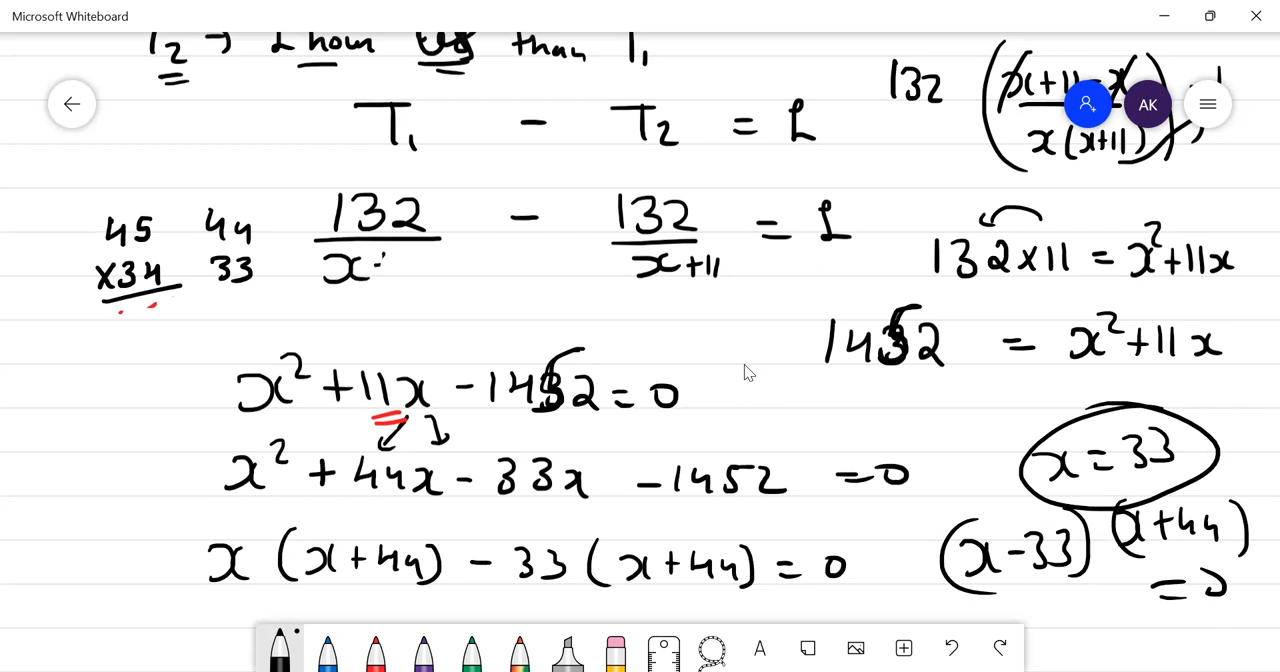 Microsoft Whiteboard
T₂ → 1 hour less than T₁
132 (x+11-x / x(x+11)) = 1
AK
T₁ - T₂ = 1
45 44
x34 33
132/x - 132/x+11 = 1
132x11 = x²+11x
1452 = x²+11x
x² + 11x - 1452 = 0
x² + 44x - 33x - 1452 = 0
x = 33
x (x+44) - 33 (x+44) = 0
(x-33) (x+44) = 0
A